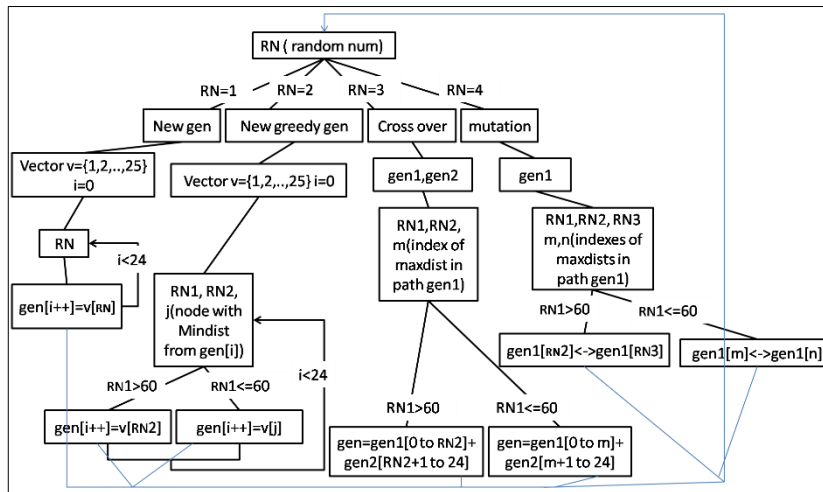 RN ( random num)
RN=1
RN=2
RN=3
RN=4
New gen
New greedy gen
Cross over
mutation
Vector v={1,2,..,25}
i=0
Vector v={1,2,..,25} i=0
gen1,gen2
gen1
RN
i<24
gen[i++]=v[RN]
RN1, RN2,
j(node with
Mindist
from gen[i])
RN1,RN2,
m(index of
maxdist in
path gen1)
RN1,RN2, RN3
m,n(indexes of
maxdists in
path gen1)
RN1>60
RN1<=60
gen1[RN2]<->gen1[RN3]
gen1[m]<->gen1[n]
i<24
RN1>60
RN1<=60
gen[i++]=v[RN2]
gen[i++]=v[j]
RN1>60
RN1<=60
gen=gen1[0 to RN2]+
gen2[RN2+1 to 24]
gen=gen1[0 to m]+
gen2[m+1 to 24]